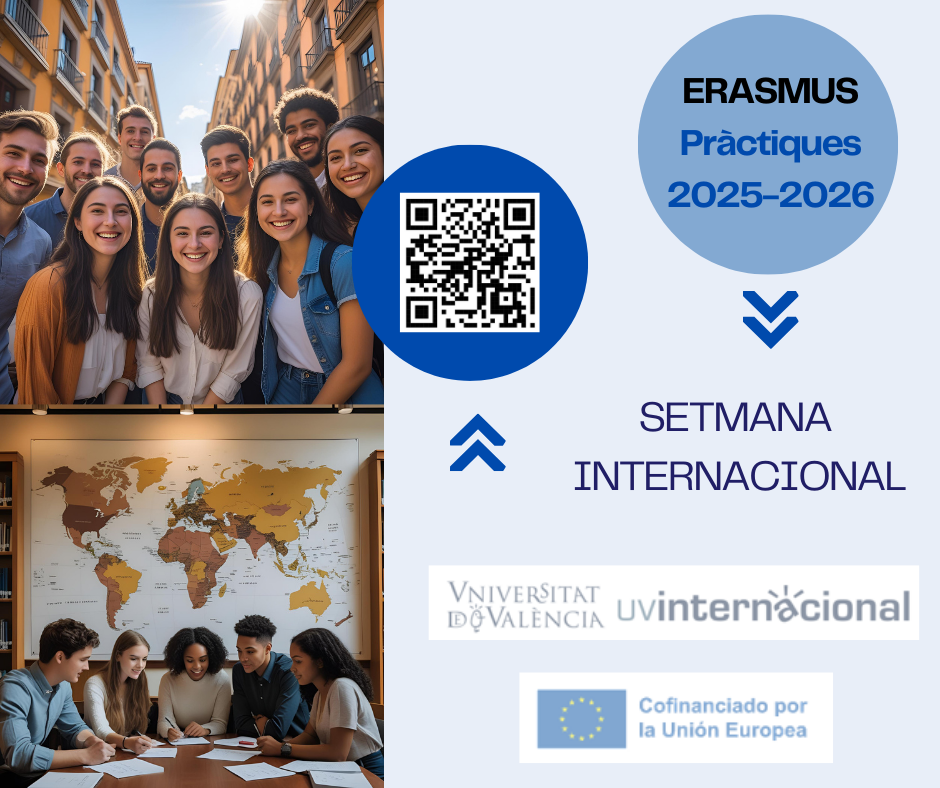 ERASMUS
Pràctiques
2025-2026
SETMANA
INTERNACIONAL
VNIVERSITAT
DE VALÈNCIA
uvinternacional
Cofinanciado por
la Unión Europea